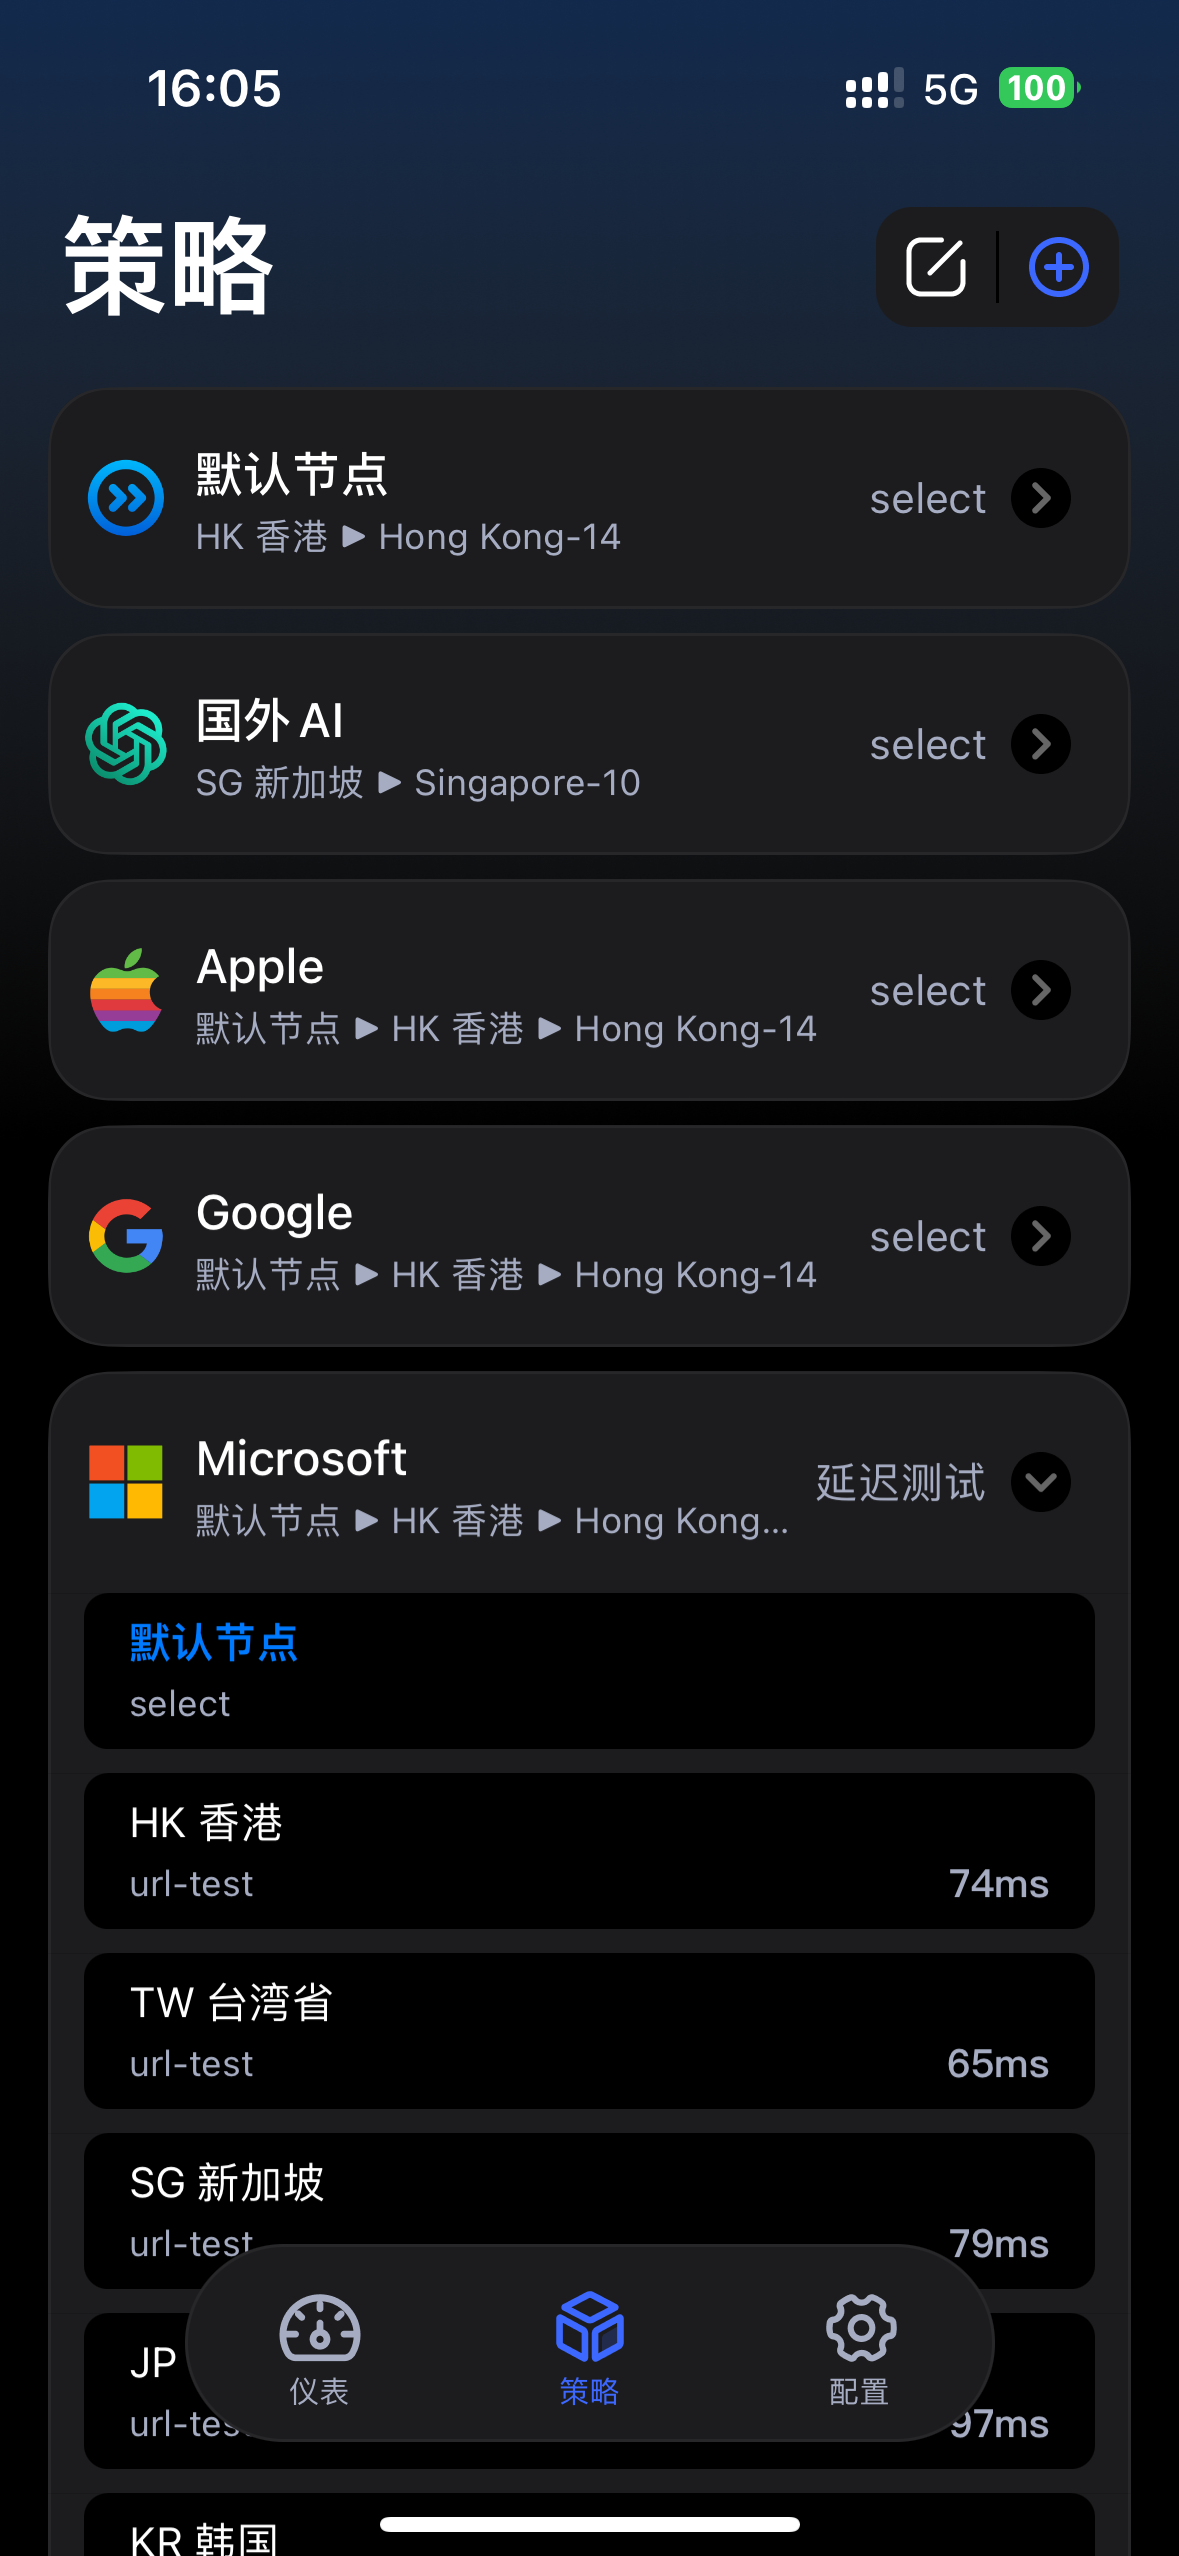 16:05
5G 100
策略
默认节点
HK 香港 ▶ Hong Kong-14
select
国外 AI
SG 新加坡 ▶ Singapore-10
select
Apple
默认节点 ▶ HK 香港 ▶ Hong Kong-14
select
Google
默认节点 ▶ HK 香港 ▶ Hong Kong-14
select
Microsoft
默认节点 ▶ HK 香港 ▶ Hong Kong...
延迟测试
默认节点
select
HK 香港
url-test
74ms
TW 台湾省
url-test
65ms
SG 新加坡
url-test
79ms
JP
97ms
KR 韩国
仪表
策略
配置